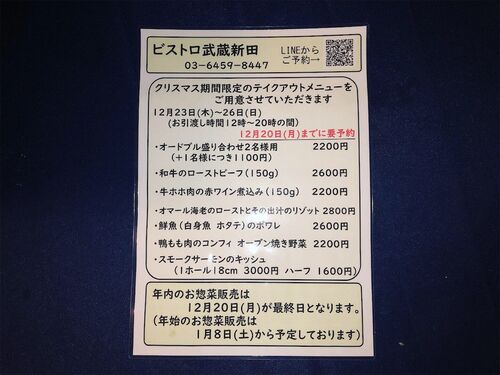 ビストロ武蔵新田
03-6459-8447
LINEから
ご予約→
クリスマス期間限定のテイクアウトメニューを
ご用意させていただきます
12月23日(木)~26日(日)
(お引渡し時間12時~20時の間)
12月20日(月)までに要予約
・オードブル盛り合わせ2名様用 2200円
(+1名様につき1100円)
・和牛のローストビーフ(150g) 2600円
・牛ホホ肉の赤ワイン煮込み(150g) 2200円
・オマール海老のローストとその出汁のリゾット 2800円
・鮮魚(白身魚 ホタテ)のポワレ 2600円
・鴨もも肉のコンフィ オーブン焼き野菜 2200円
・スモークサーモンのキッシュ
(1ホール18cm 3000円 ハーフ 1600円)
年内のお惣菜販売は
12月20日(月)が最終日となります。
(年始のお惣菜販売は
1月8日(土)から予定しております)